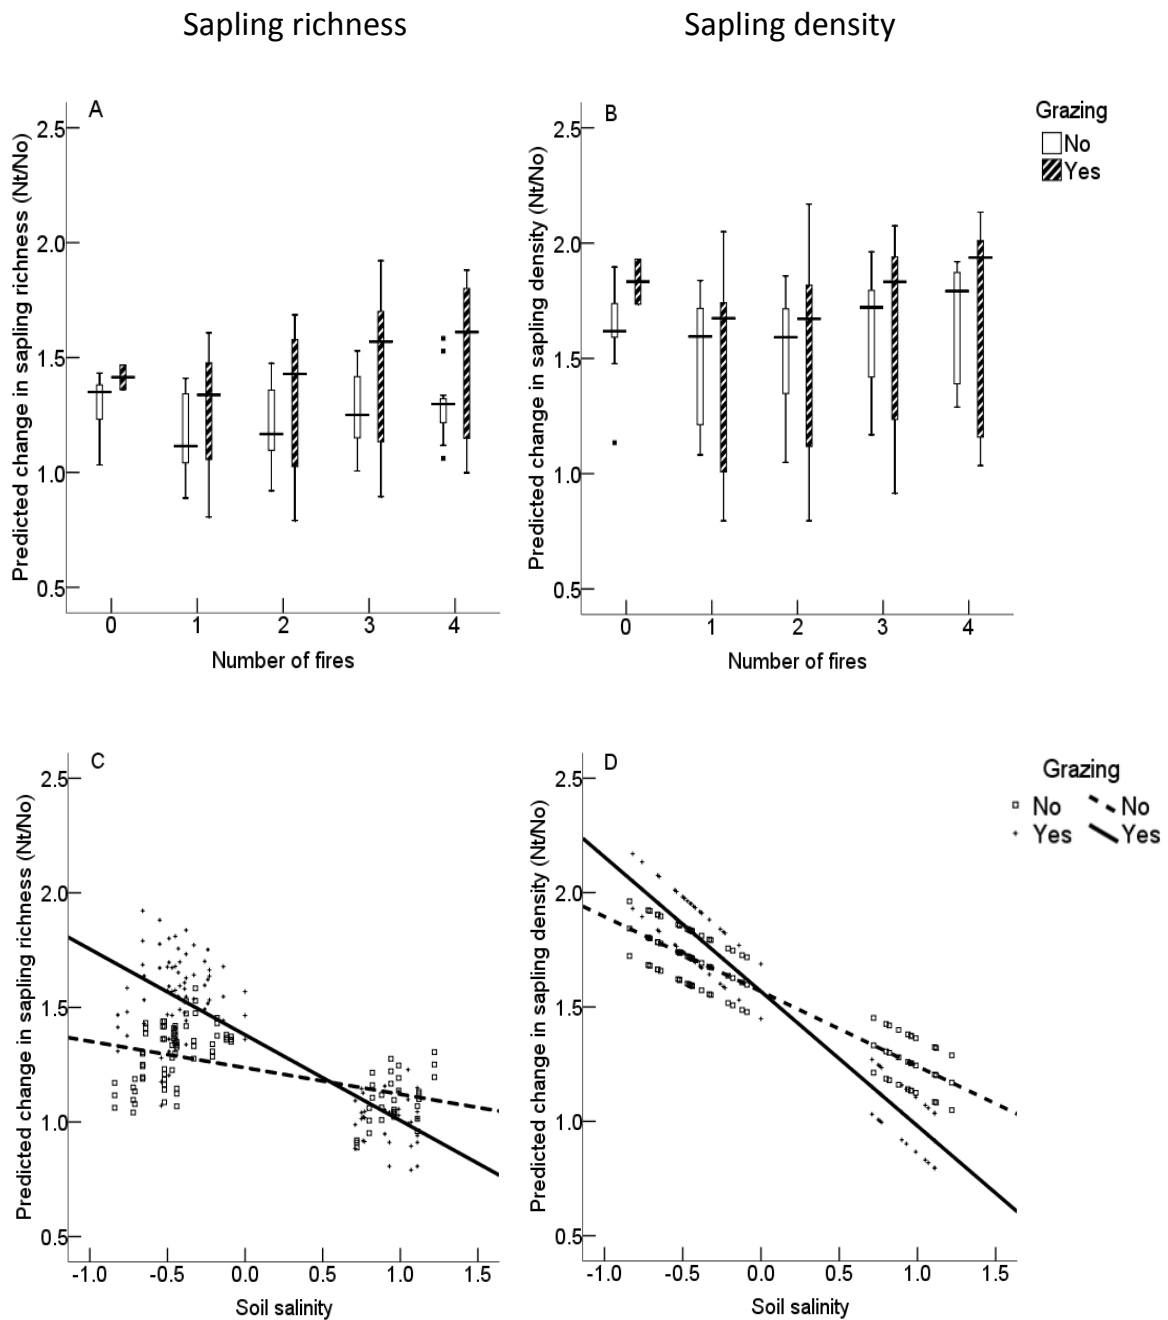 Sapling richness
Sapling density
A
2.5
2.0
1.5
1.0
0.5
Predicted change in sapling richness (Nt/No)
0 1 2 3 4
Number of fires
B
2.5
2.0
1.5
1.0
0.5
Predicted change in sapling density (Nt/No)
0 1 2 3 4
Number of fires
Grazing
No
Yes
C
2.5
2.0
1.5
1.0
0.5
Predicted change in sapling richness (Nt/No)
-1.0 -0.5 0.0 0.5 1.0 1.5
Soil salinity
D
2.5
2.0
1.5
1.0
0.5
Predicted change in sapling density (Nt/No)
-1.0 -0.5 0.0 0.5 1.0 1.5
Soil salinity
Grazing
No No
Yes Yes